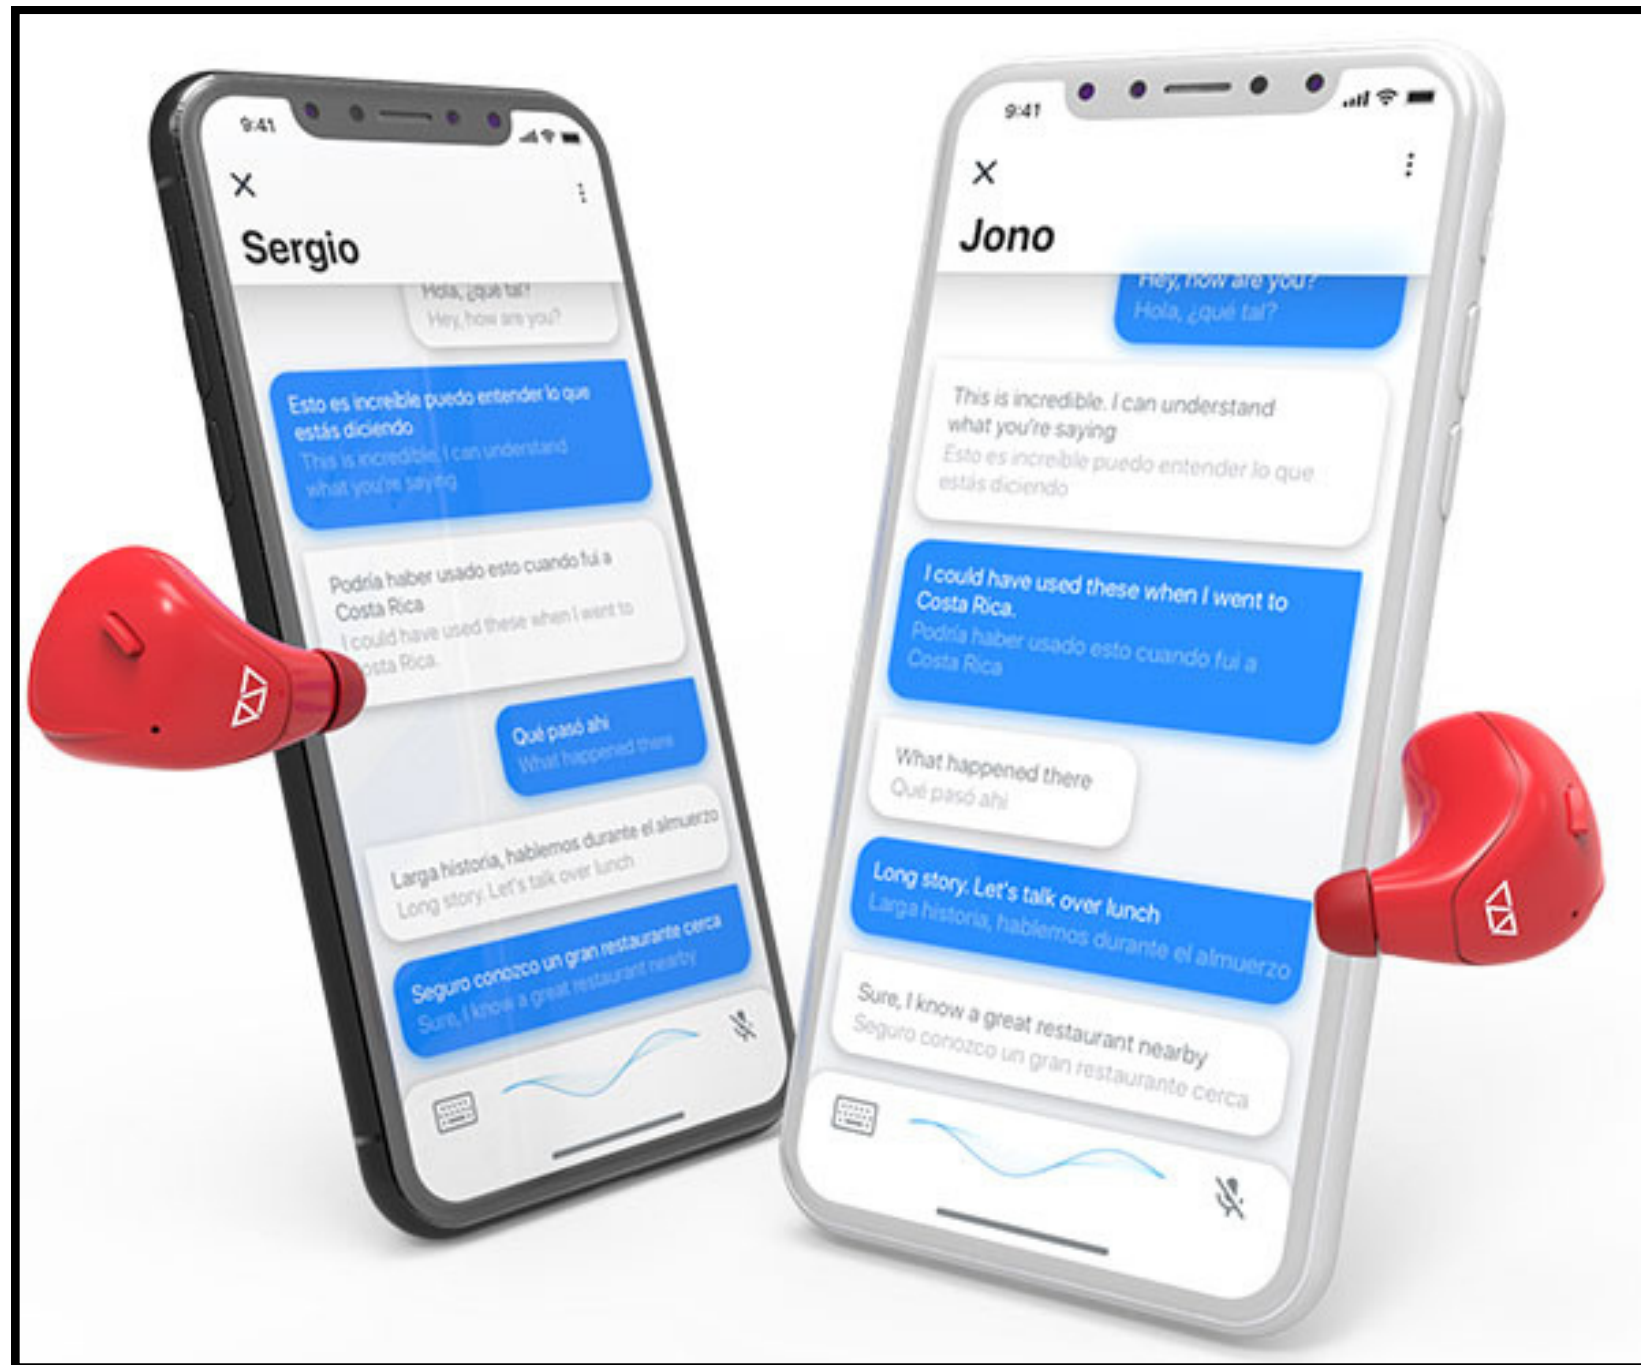 9:41
Sergio
Hola, ¿qué tal?
Hey, how are you?
Esto es increíble puedo entender lo que
estás diciendo
This is incredible. I can understand
what you're saying
Podría haber usado esto cuando fui a
Costa Rica
I could have used these when I went to
Costa Rica.
Qué pasó ahi
What happened there
Larga historia, hablemos durante el almuerzo
Long story. Let's talk over lunch
Seguro conozco un gran restaurante cerca
Sure, I know a great restaurant nearby
9:41
Jono
Hey, how are you?
Hola, ¿qué tal?
This is incredible. I can understand
what you're saying
Esto es increíble puedo entender lo que
estás diciendo
I could have used these when I went to
Costa Rica.
Podría haber usado esto cuando fui a
Costa Rica
What happened there
Qué pasó ahi
Long story. Let's talk over lunch
Larga historia, hablemos durante el almuerzo
Sure, I know a great restaurant nearby
Seguro conozco un gran restaurante cerca